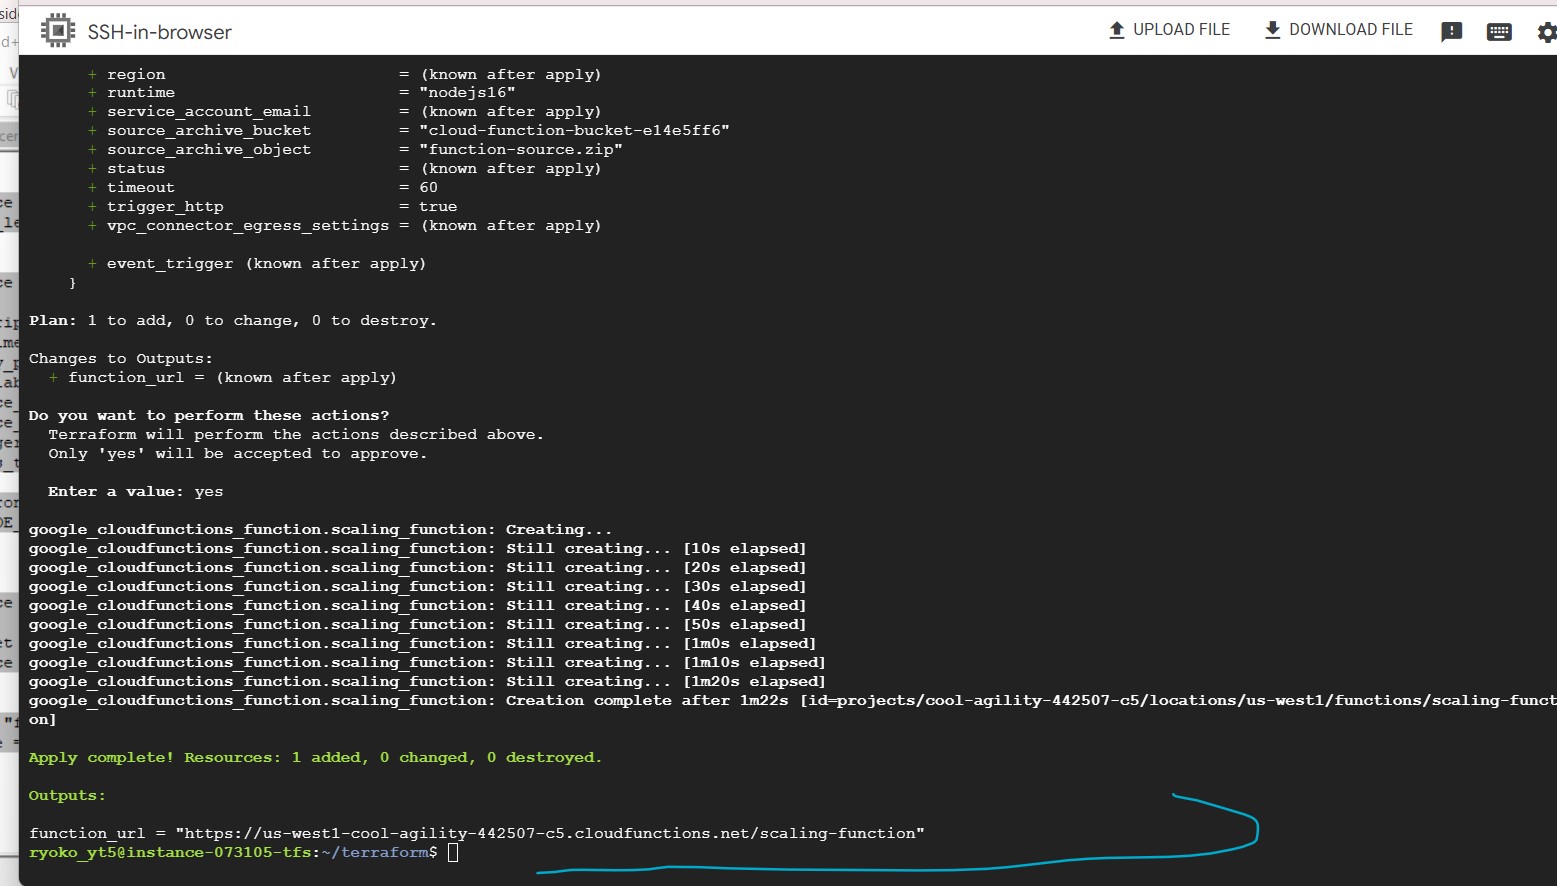 SSH-in-browser
UPLOAD FILE
DOWNLOAD FILE
+ region = (known after apply)
+ runtime = "nodejs16"
+ service_account_email = (known after apply)
+ source_archive_bucket = "cloud-function-bucket-e14e5ff6"
+ source_archive_object = "function-source.zip"
+ status = (known after apply)
+ timeout = 60
+ trigger_http = true
+ vpc_connector_egress_settings = (known after apply)
+ event_trigger (known after apply)
}
Plan: 1 to add, 0 to change, 0 to destroy.
Changes to Outputs:
+ function_url = (known after apply)
Do you want to perform these actions?
Terraform will perform the actions described above.
Only 'yes' will be accepted to approve.
Enter a value: yes
google_cloudfunctions_function.scaling_function: Creating...
google_cloudfunctions_function.scaling_function: Still creating... [10s elapsed]
google_cloudfunctions_function.scaling_function: Still creating... [20s elapsed]
google_cloudfunctions_function.scaling_function: Still creating... [30s elapsed]
google_cloudfunctions_function.scaling_function: Still creating... [40s elapsed]
google_cloudfunctions_function.scaling_function: Still creating... [50s elapsed]
google_cloudfunctions_function.scaling_function: Still creating... [1m0s elapsed]
google_cloudfunctions_function.scaling_function: Still creating... [1m10s elapsed]
google_cloudfunctions_function.scaling_function: Still creating... [1m20s elapsed]
google_cloudfunctions_function.scaling_function: Creation complete after 1m22s [id=projects/cool-agility-442507-c5/locations/us-west1/functions/scaling-funct
on]
Apply complete! Resources: 1 added, 0 changed, 0 destroyed.
Outputs:
function_url = "https://us-west1-cool-agility-442507-c5.cloudfunctions.net/scaling-function"
ryoko_yt5@instance-073105-tfs:~/terraform$